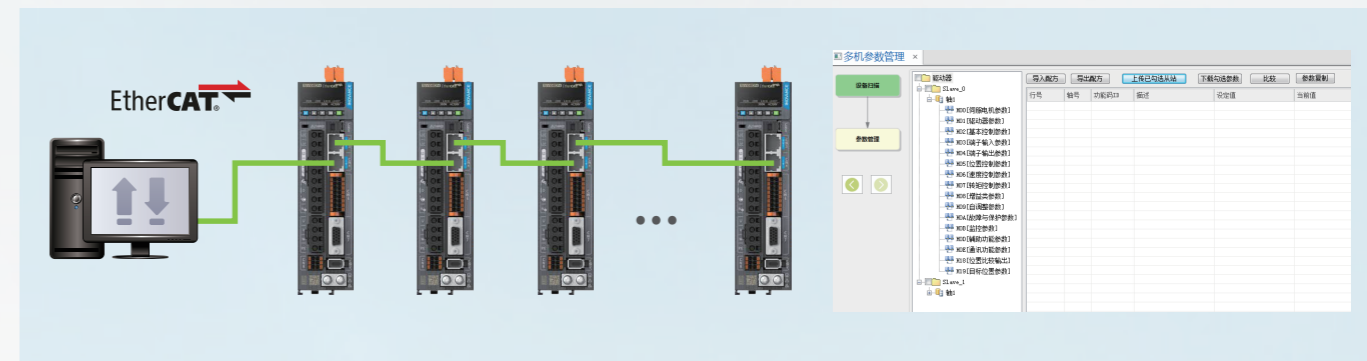 EtherCAT®
多机参数管理 ×
设备扫描
参数管理
驱动器
Slave_0
轴1
H00[伺服电机参数]
H01[驱动器参数]
H02[基本控制参数]
H03[端子输入参数]
H04[端子输出参数]
H05[位置控制参数]
H06[速度控制参数]
H07[转矩控制参数]
H08[增益类参数]
H09[自调整参数]
H0A[故障与保护参数]
H0B[监控参数]
H0D[辅助功能参数]
H0E[通讯功能参数]
H18[位置比较输出]
H19[目标位置参数]
Slave_1
轴1
导入配方 导出配方 上传已勾选从站 下载勾选参数 比较 参数复制
行号 轴号 功能码ID 描述 设定值 当前值